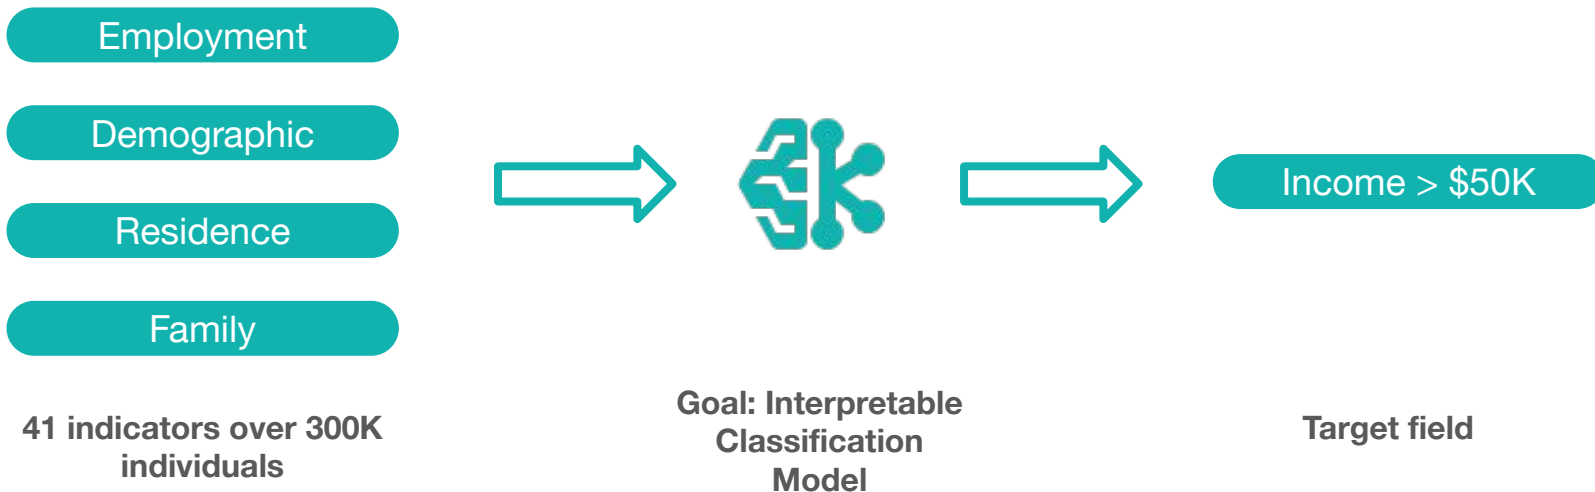 Employment
Demographic
Residence
Family
41 indicators over 300K
individuals
Goal: Interpretable
Classification
Model
Income > $50K
Target field